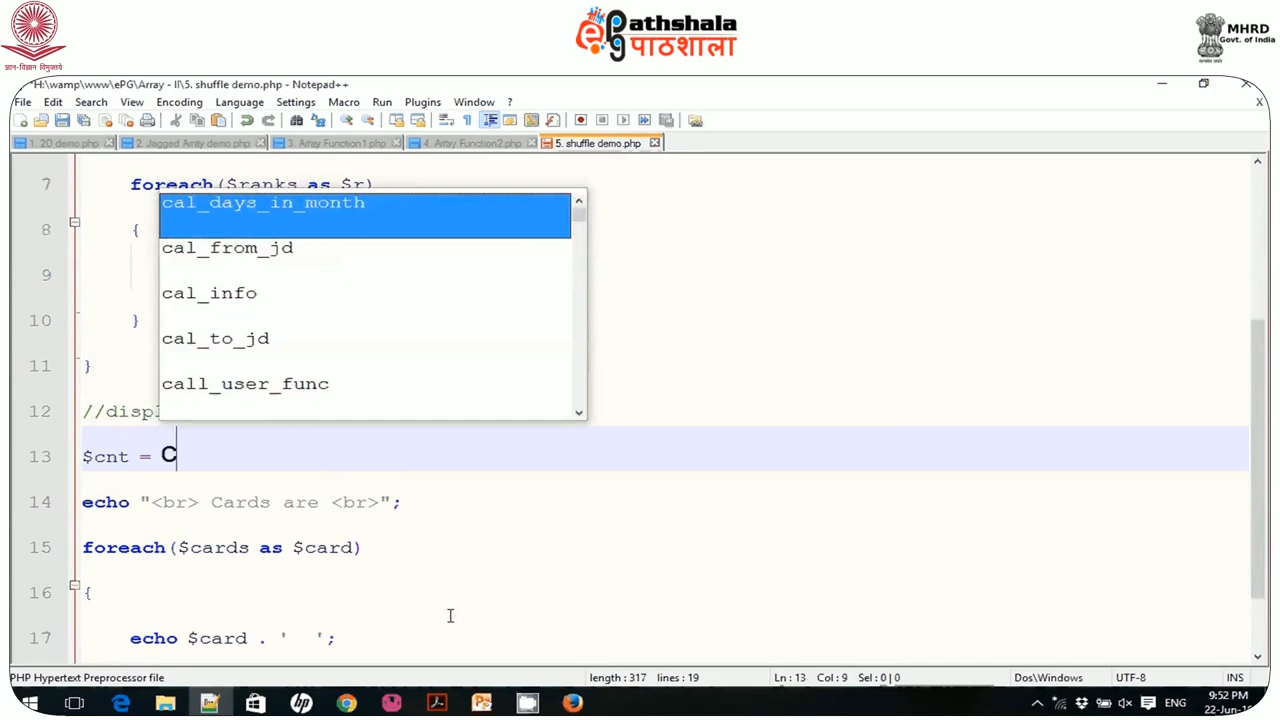 ज्ञान-विज्ञान विमुक्तये
Pathshala
पाठशाला
MHRD
Govt. of India
*H:\wamp\www\ePG\Array - II\5. shuffle demo.php - Notepad++
File Edit Search View Encoding Language Settings Macro Run Plugins Window ?
X
1. 2D demo.php 2. Jagged Array demo.php 3. Array Function1.php 4. Array Function2.php 5. shuffle demo.php
7 foreach($ranks as $r)
cal_days_in_month
8 {
cal_from_jd
9
cal_info
10 }
cal_to_jd
11 }
call_user_func
12 //displ
13 $cnt = C
14 echo "<br> Cards are <br>";
15 foreach($cards as $card)
16 {
17 echo $card . ' ';
PHP Hypertext Preprocessor file length : 317 lines : 19 Ln : 13 Col : 9 Sel : 0 | 0 Dos\Windows UTF-8 INS
ENG 9:52 PM